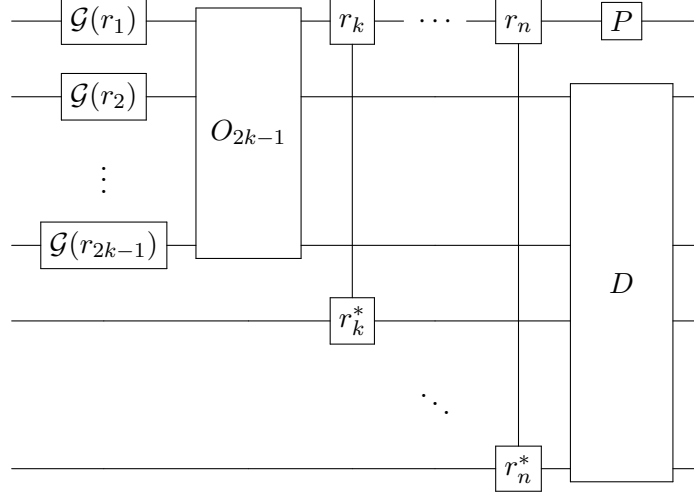 𝒢(r₁) O₂ₖ₋₁ rₖ ⋯ rₙ P
𝒢(r₂)
⋮
𝒢(r₂ₖ₋₁) D
rₖ*
⋱
rₙ*